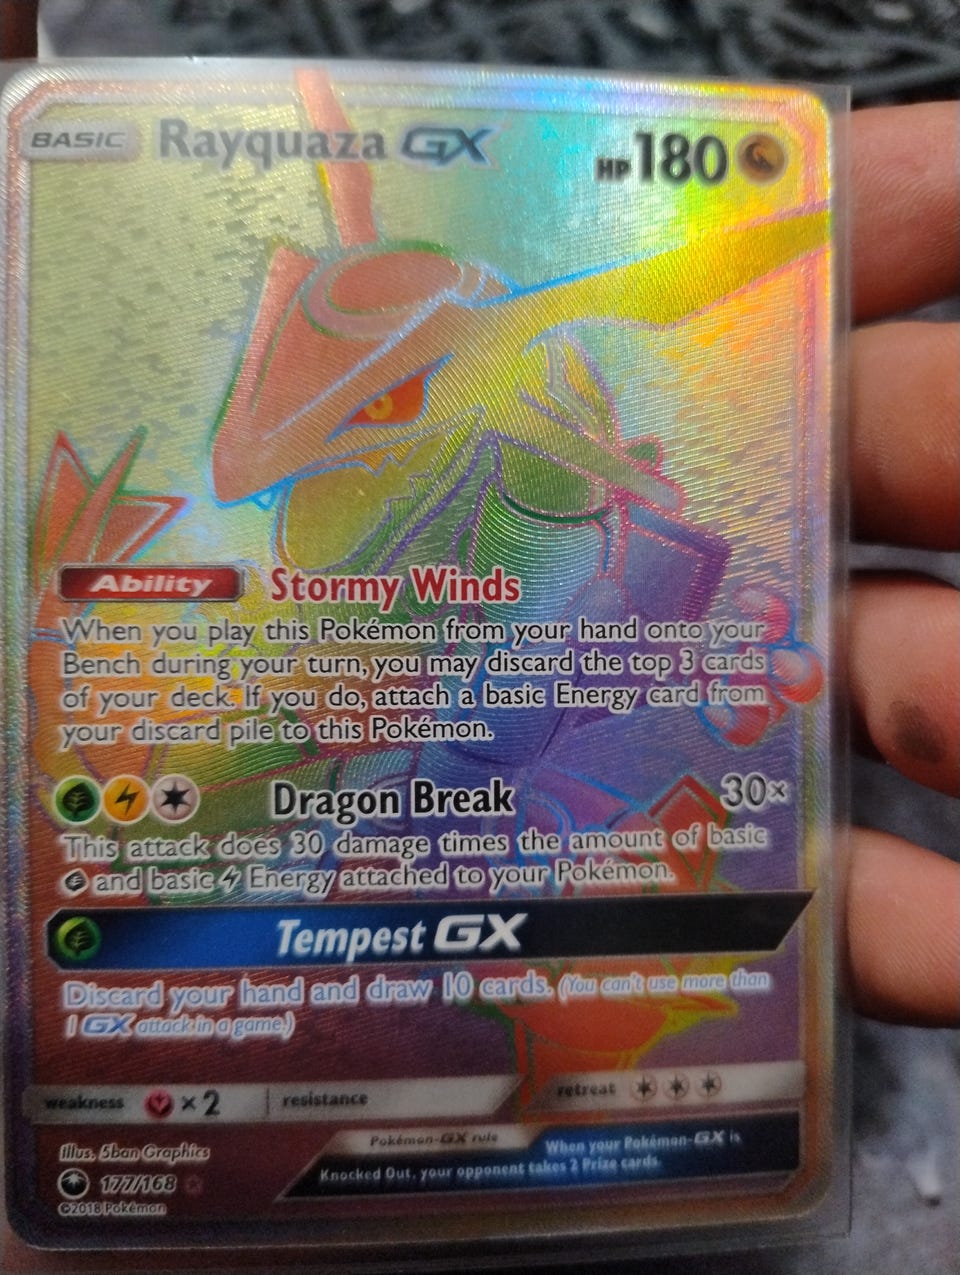 BASIC Rayquaza GX HP 180
Ability Stormy Winds
When you play this Pokémon from your hand onto your
Bench during your turn, you may discard the top 3 cards
of your deck. If you do, attach a basic Energy card from
your discard pile to this Pokémon.
Dragon Break 30×
This attack does 30 damage times the amount of basic
and basic Energy attached to your Pokémon.
Tempest GX
Discard your hand and draw 10 cards. (You can't use more than
1 GX attack in a game.)
weakness ×2 resistance retreat
Illus. 5ban Graphics
Pokémon-GX rule When your Pokémon-GX is
Knocked Out, your opponent takes 2 Prize cards.
177/168
©2018 Pokémon